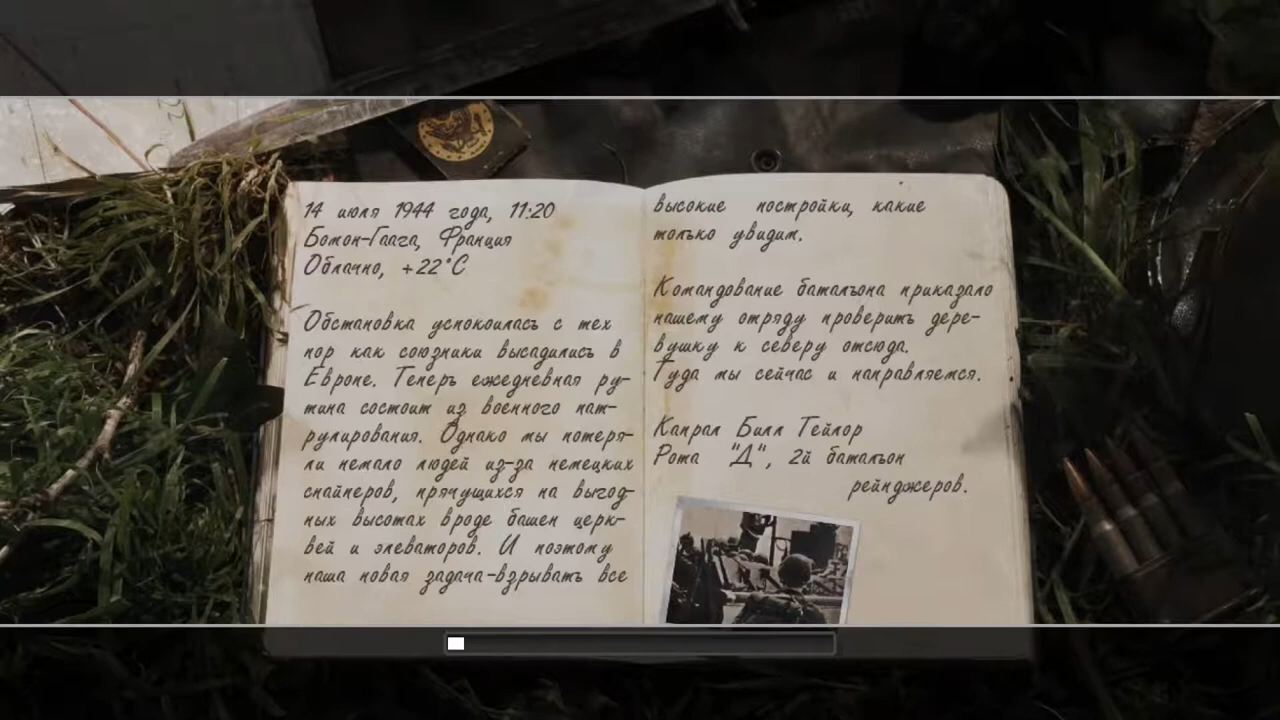 14 июля 1944 года, 11:20
Бомон-Гаага, Франция
Облачно, +22°C
Обстановка успокоилась с тех
пор как союзники высадились в
Европе. Теперь ежедневная ру-
тина состоит из военного пат-
рулирования. Однако мы потеря-
ли немало людей из-за немецких
снайперов, прячущихся на выгод-
ных высотах вроде башен церк-
вей и элеваторов. И поэтому
наша новая задача-взрывать все
высокие постройки, какие
только увидим.
Командование батальона приказало
нашему отряду проверить дере-
вушку к северу отсюда.
Туда мы сейчас и направляемся.
Капрал Билл Тейлор
Рота "Д", 2й батальон
рейнджеров.